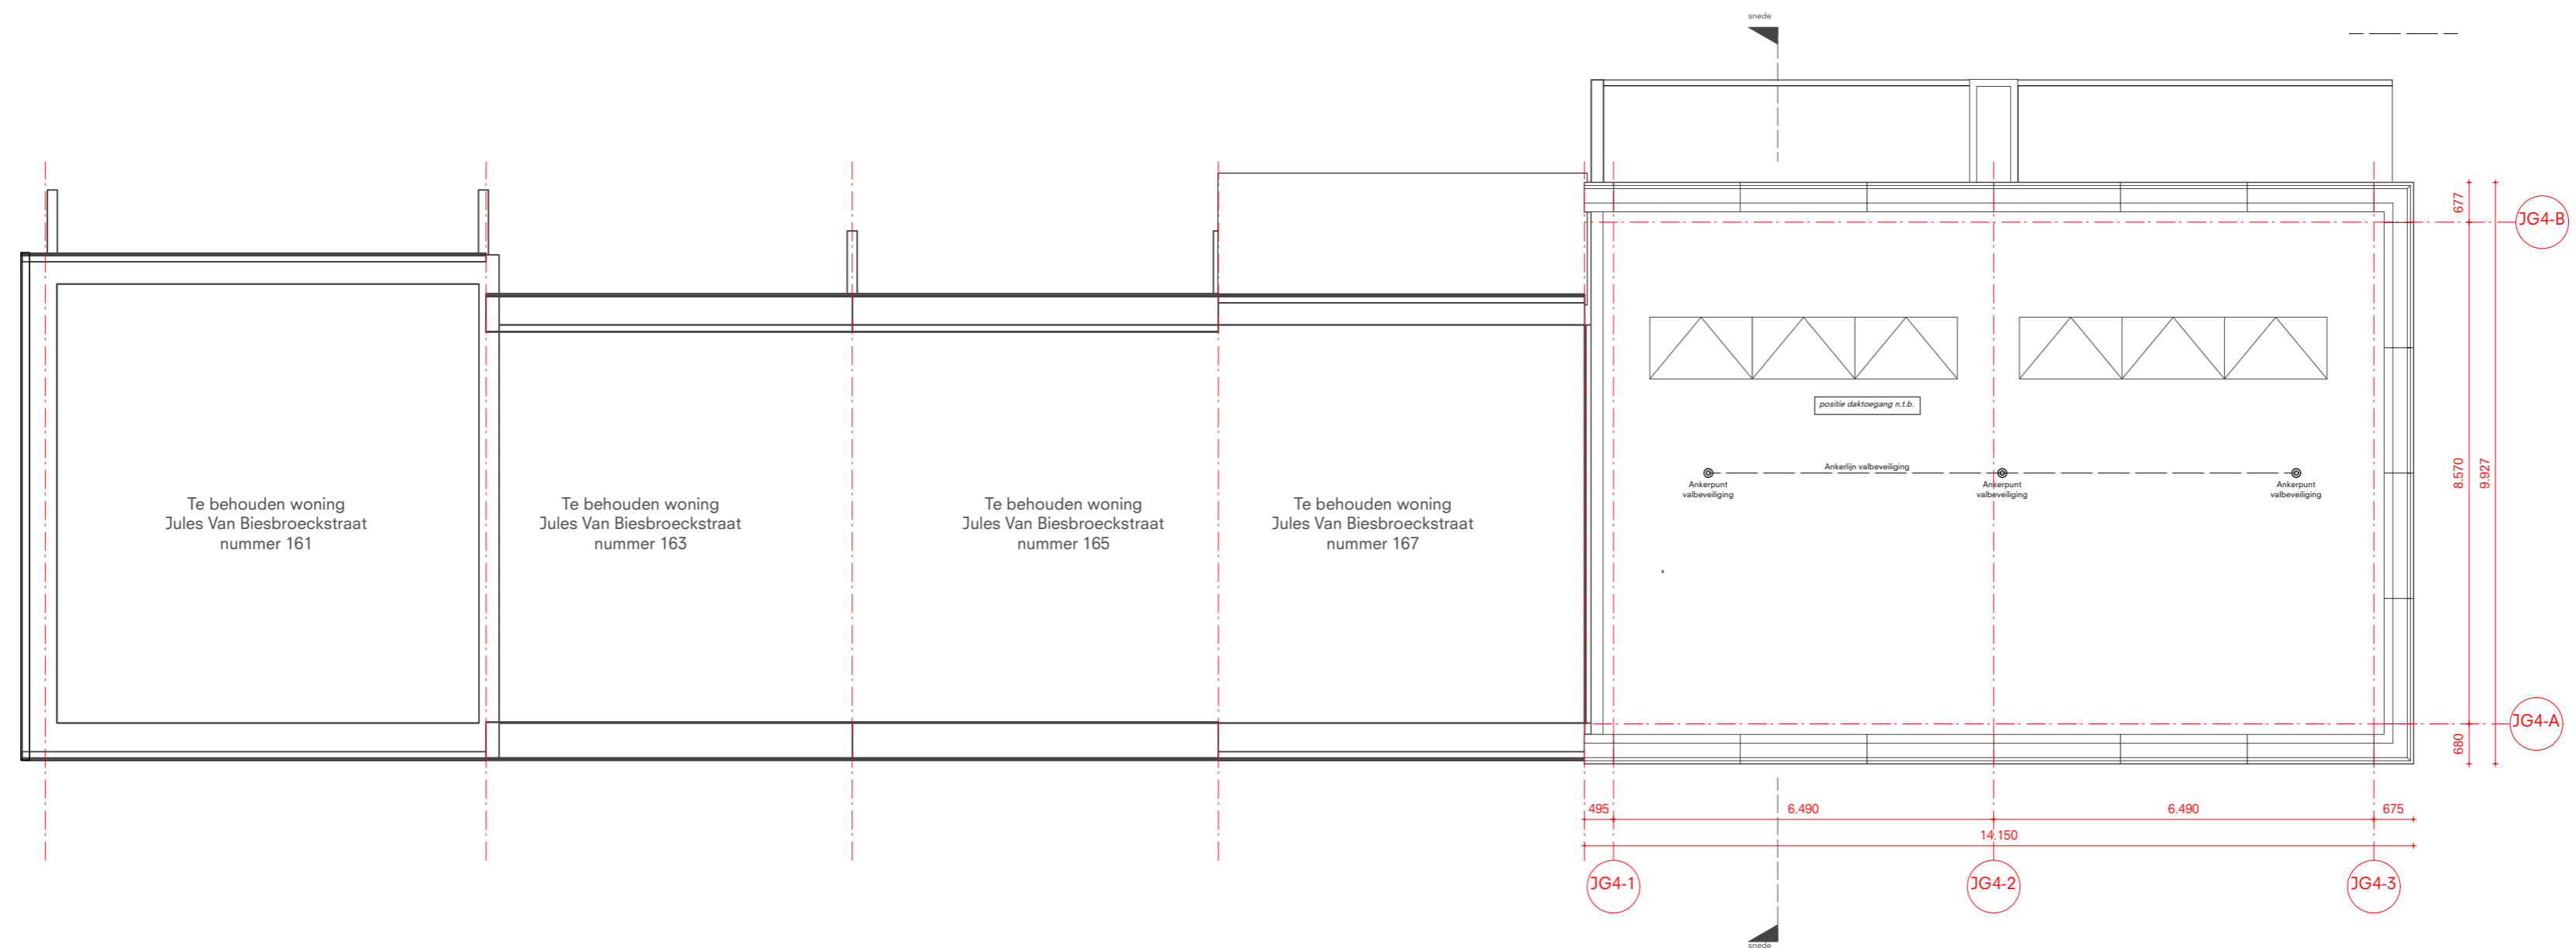 snede
677
JG4-B
positie daktoegang n.t.b.
Ankerlijn valbeveiliging
8.570
9.927
Ankerpunt
valbeveiliging
Ankerpunt
valbeveiliging
Ankerpunt
valbeveiliging
Te behouden woning
Jules Van Biesbroeckstraat
nummer 161
Te behouden woning
Jules Van Biesbroeckstraat
nummer 163
Te behouden woning
Jules Van Biesbroeckstraat
nummer 165
Te behouden woning
Jules Van Biesbroeckstraat
nummer 167
JG4-A
680
495
6.490
6.490
675
14.150
JG4-1
JG4-2
JG4-3
snede